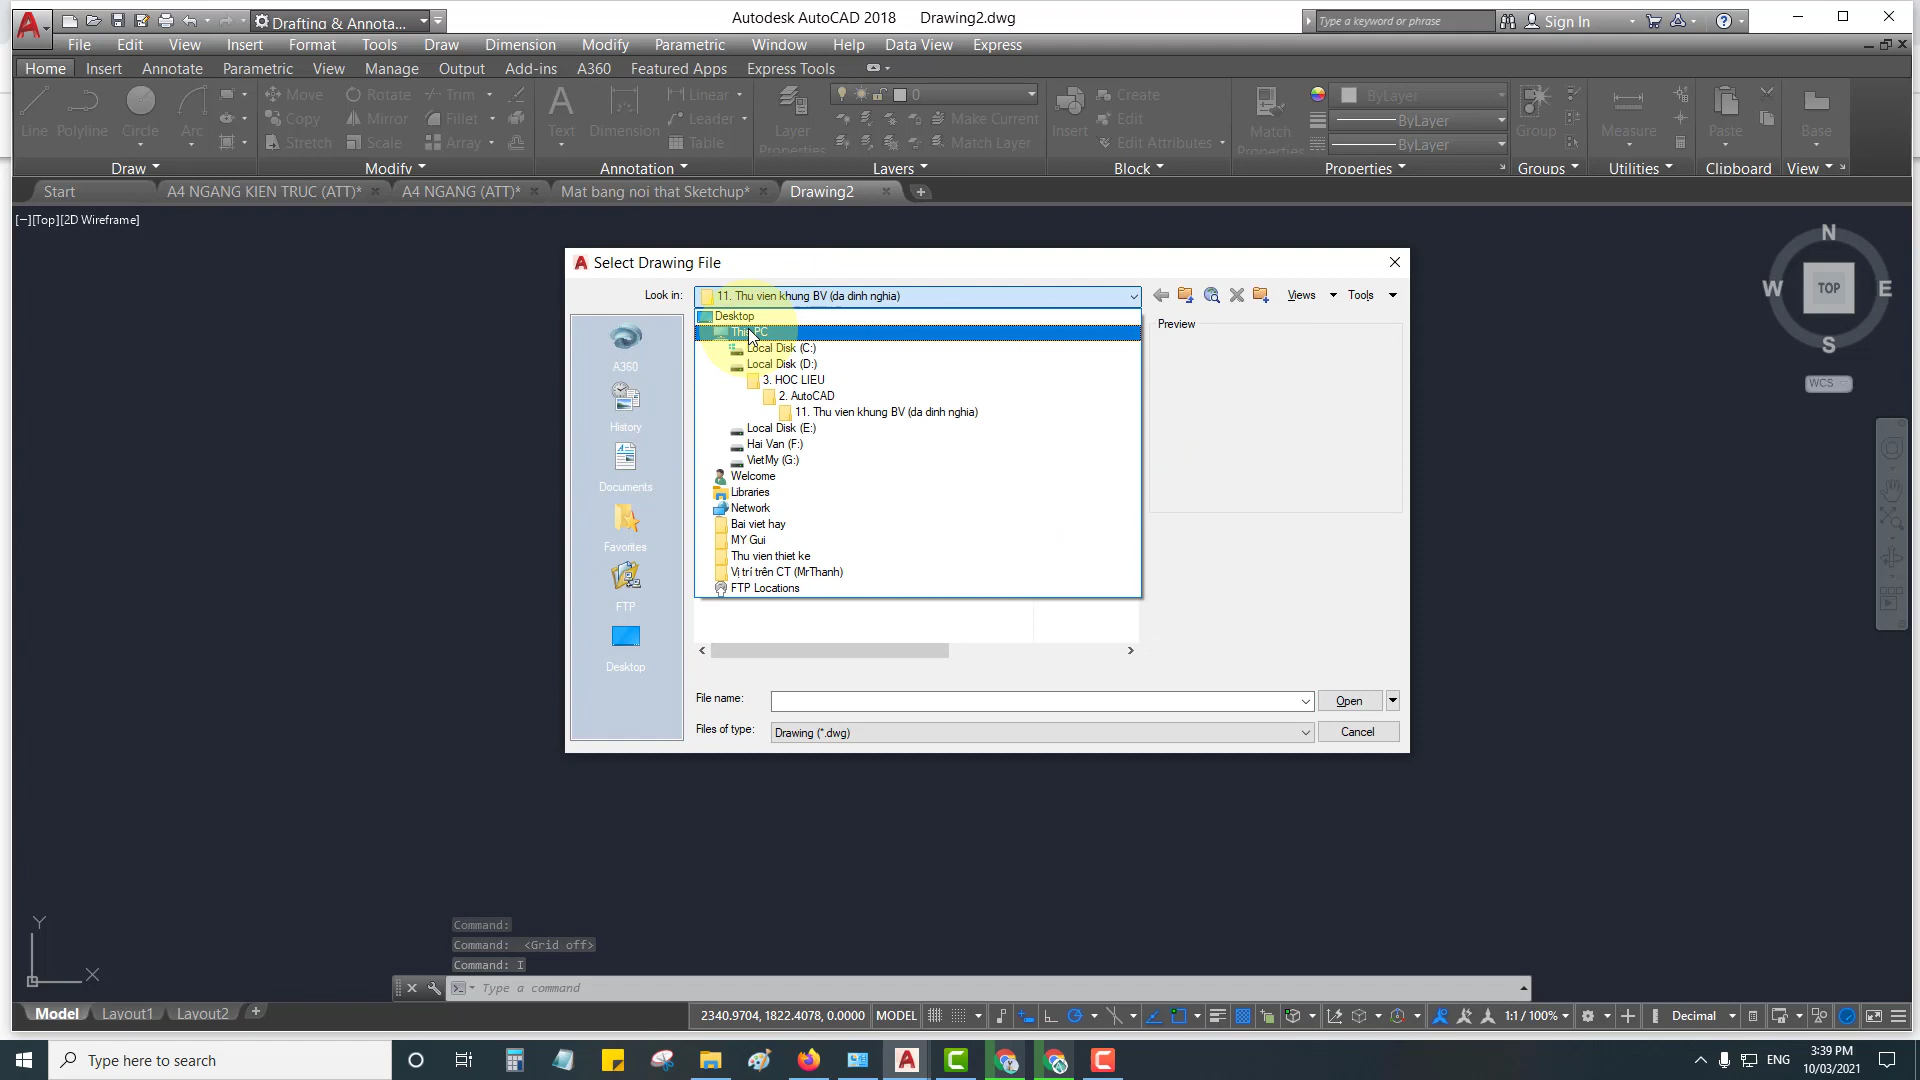 Drafting & Annota...
Autodesk AutoCAD 2018 Drawing2.dwg
Type a keyword or phrase
Sign In
File Edit View Insert Format Tools Draw Dimension Modify Parametric Window Help Data View Express
Home Insert Annotate Parametric View Manage Output Add-ins A360 Featured Apps Express Tools
Move Rotate Trim Linear 0 Create ByLayer
Copy Mirror Fillet Leader Make Current Edit ByLayer
Line Polyline Circle Arc Text Dimension Layer Insert Match Group Measure Paste Base
Stretch Scale Array Table Properties Match Layer Edit Attributes Properties ByLayer
Draw Modify Annotation Layers Block Properties Groups Utilities Clipboard View
Start A4 NGANG KIEN TRUC (ATT)* A4 NGANG (ATT)* Mat bang noi that Sketchup* Drawing2
[−][Top][2D Wireframe]
N
W TOP E
S
WCS
Select Drawing File
Look in: 11. Thu vien khung BV (da dinh nghia) Views Tools
Desktop
This PC
Local Disk (C:)
Local Disk (D:)
3. HOC LIEU
2. AutoCAD
11. Thu vien khung BV (da dinh nghia)
Local Disk (E:)
Hai Van (F:)
VietMy (G:)
Welcome
Libraries
Network
Bai viet hay
MY Gui
Thu vien thiet ke
Vị trí trên CT (MrThanh)
FTP Locations
Preview
A360
History
Documents
Favorites
FTP
Desktop
File name: Open
Files of type: Drawing (*.dwg) Cancel
Y
X
Command:
Command: <Grid off>
Command: I
Type a command
Model Layout1 Layout2
2340.9704, 1822.4078, 0.0000 MODEL 1:1 / 100% Decimal
Type here to search
ENG
3:39 PM
10/03/2021